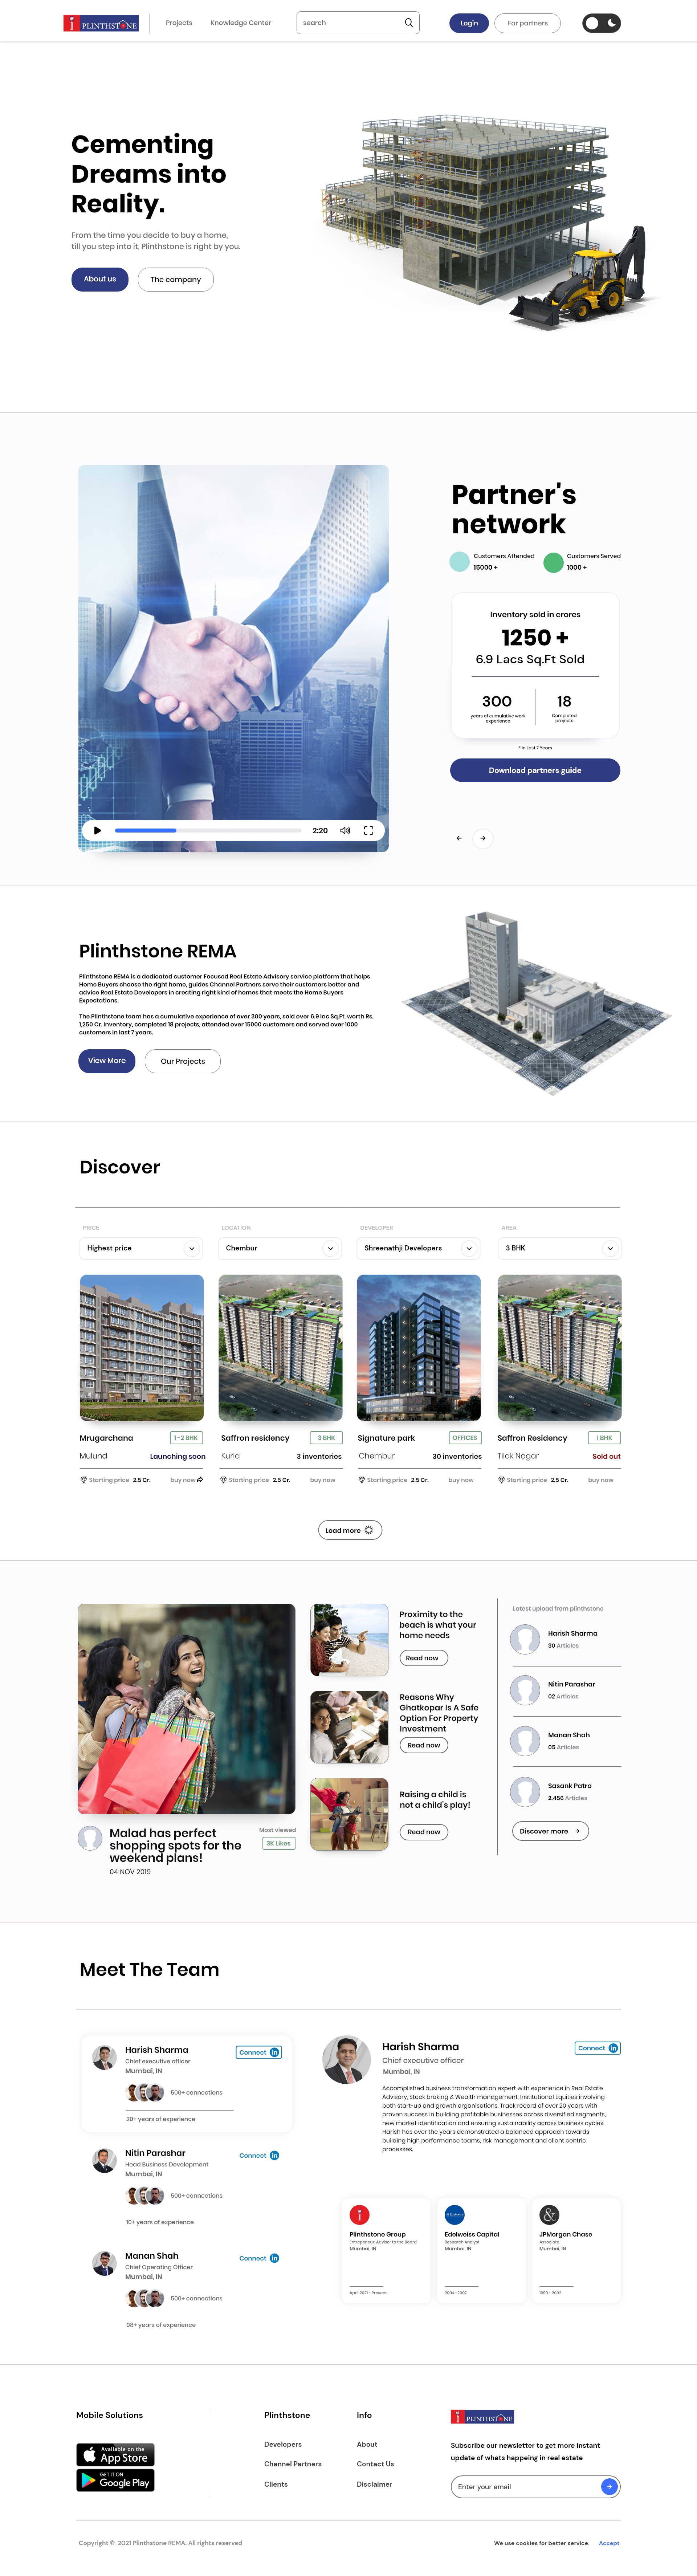 i PLINTHSTONE
Projects
Knowledge Center
search
Login
For partners
Cementing
Dreams into
Reality.
From the time you decide to buy a home,
till you step into it, Plinthstone is right by you.
About us
The company
Partner's
network
Customers Attended
15000 +
Customers Served
1000 +
Inventory sold in crores
1250 +
6.9 Lacs Sq.Ft Sold
300
years of cumulative work
experience
18
Completed
projects
* In Last 7 Years
Download partners guide
2:20
Plinthstone REMA
Plinthstone REMA is a dedicated customer Focused Real Estate Advisory service platform that helps
Home Buyers choose the right home, guides Channel Partners serve their customers better and
advice Real Estate Developers in creating right kind of homes that meets the Home Buyers
Expectations.
The Plinthstone team has a cumulative experience of over 300 years, sold over 6.9 lac Sq.Ft. worth Rs.
1,250 Cr. Inventory, completed 18 projects, attended over 15000 customers and served over 1000
customers in last 7 years.
View More
Our Projects
Discover
PRICE
LOCATION
DEVELOPER
AREA
Highest price
Chembur
Shreenathji Developers
3 BHK
Mrugarchana
1 -2 BHK
Mulund
Launching soon
Starting price 2.5 Cr.
buy now
Saffron residency
3 BHK
Kurla
3 inventories
Starting price 2.5 Cr.
buy now
Signature park
OFFICES
Chembur
30 inventories
Starting price 2.5 Cr.
buy now
Saffron Residency
1 BHK
Tilak Nagar
Sold out
Starting price 2.5 Cr.
buy now
Load more
Malad has perfect
shopping spots for the
weekend plans!
04 NOV 2019
Most viewed
3K Likes
Proximity to the
beach is what your
home needs
Read now
Reasons Why
Ghatkopar Is A Safe
Option For Property
Investment
Read now
Raising a child is
not a child's play!
Read now
Latest upload from plinthstone
Harish Sharma
30 Articles
Nitin Parashar
02 Articles
Manan Shah
05 Articles
Sasank Patro
2.456 Articles
Discover more
Meet The Team
Harish Sharma
Chief executive officer
Mumbai, IN
Connect in
500+ connections
20+ years of experience
Nitin Parashar
Head Business Development
Mumbai, IN
Connect in
500+ connections
10+ years of experience
Manan Shah
Chief Operating Officer
Mumbai, IN
Connect in
500+ connections
08+ years of experience
Harish Sharma
Chief executive officer
Mumbai, IN
Connect in
Accomplished business transformation expert with experience in Real Estate
Advisory, Stock broking & Wealth management, Institutional Equities involving
both start-up and growth organisations. Track record of over 20 years with
proven success in building profitable businesses across diversified segments,
new market identification and ensuring sustainability across business cycles.
Harish has over the years demonstrated a balanced approach towards
building high performance teams, risk management and client centric
processes.
i
Plinthstone Group
Entrepreneur Advisor to the Board
Mumbai, IN
April 2021 - Present
Edelweiss Capital
Research Analyst
Mumbai, IN
2004 -2007
&
JPMorgan Chase
Associate
Mumbai, IN
Mobile Solutions
Available on the
App Store
GET IT ON
Google Play
Plinthstone
Developers
Channel Partners
Clients
Info
About
Contact Us
Disclaimer
i PLINTHSTONE
Subscribe our newsletter to get more instant
update of whats happeing in real estate
Enter your email
Copyright © 2021 Plinthstone REMA. All rights reserved
We use cookies for better service.
Accept